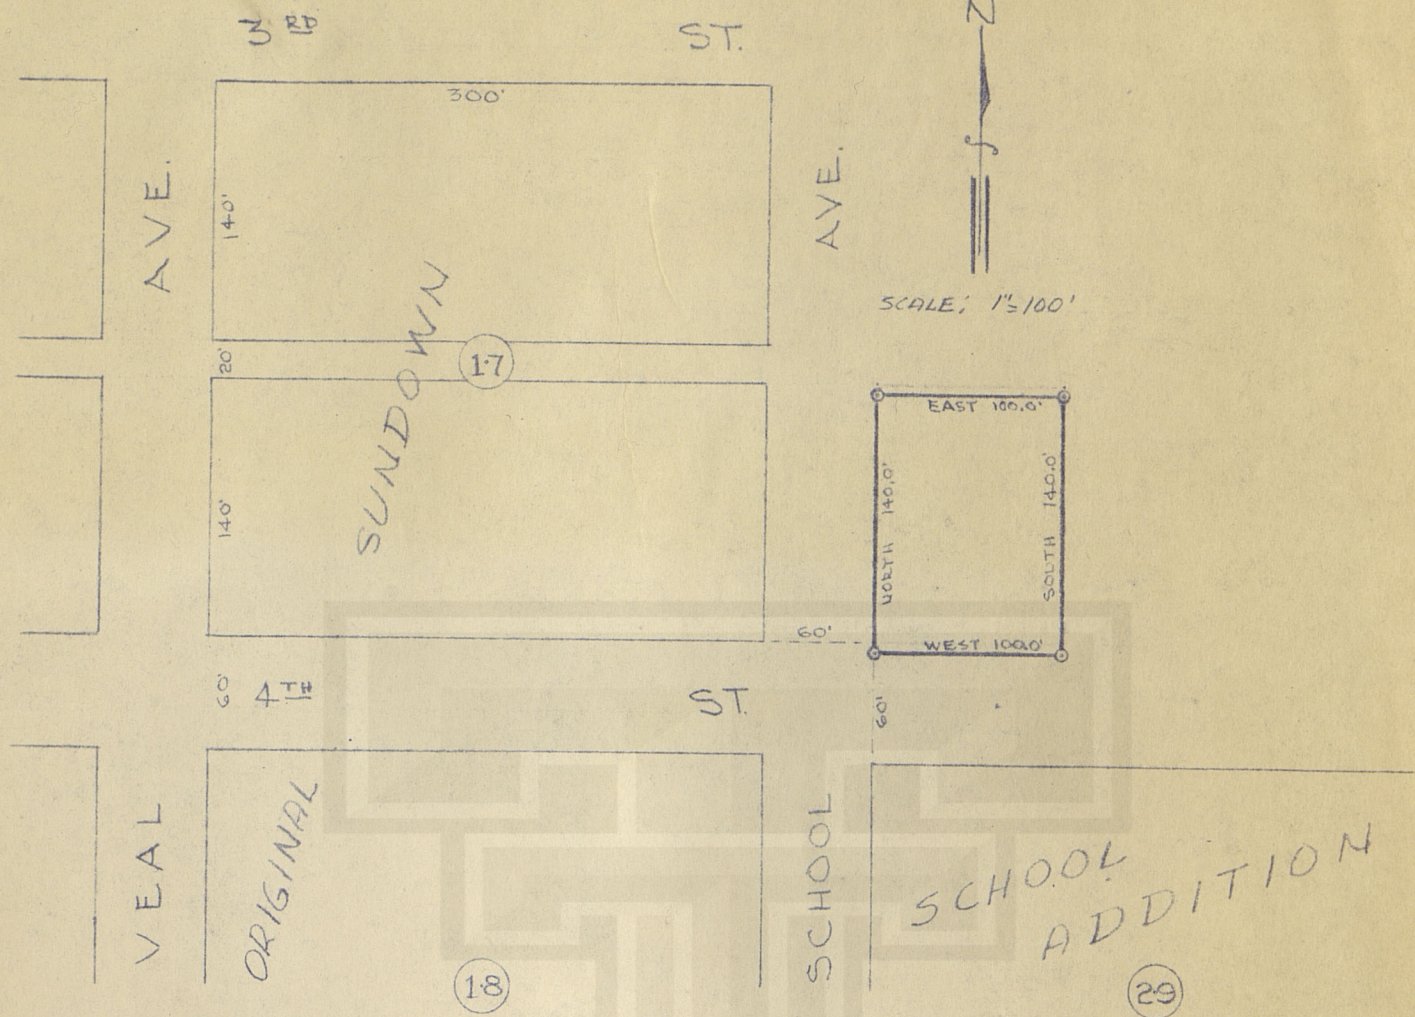 3RD ST.
N
300'
AVE.
140'
AVE.
SCALE; 1"=100'
SUNDOWN
20'
17
EAST 100.0'
140'
NORTH 140.0'
SOUTH 140.0'
60'
WEST 100.0'
60'
4TH ST.
60'
VEAL
ORIGINAL
SCHOOL
SCHOOL
ADDITION
18
29